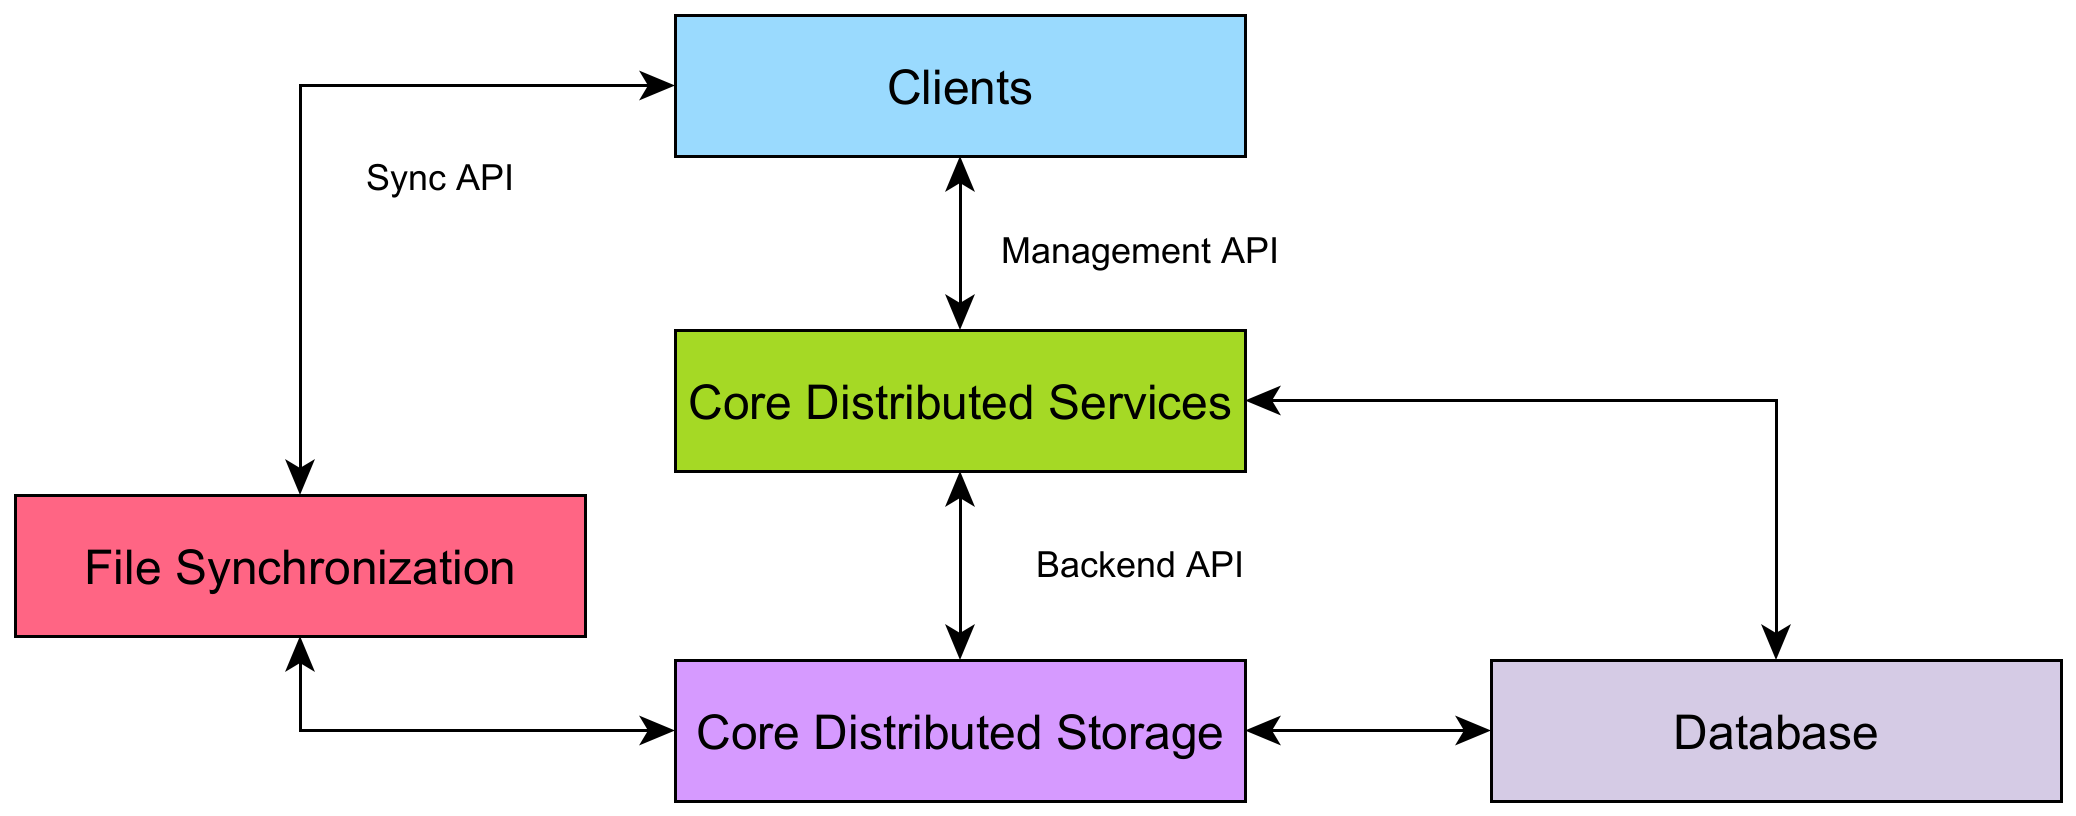 Clients
Sync API
Management API
Core Distributed Services
File Synchronization
Backend API
Core Distributed Storage
Database